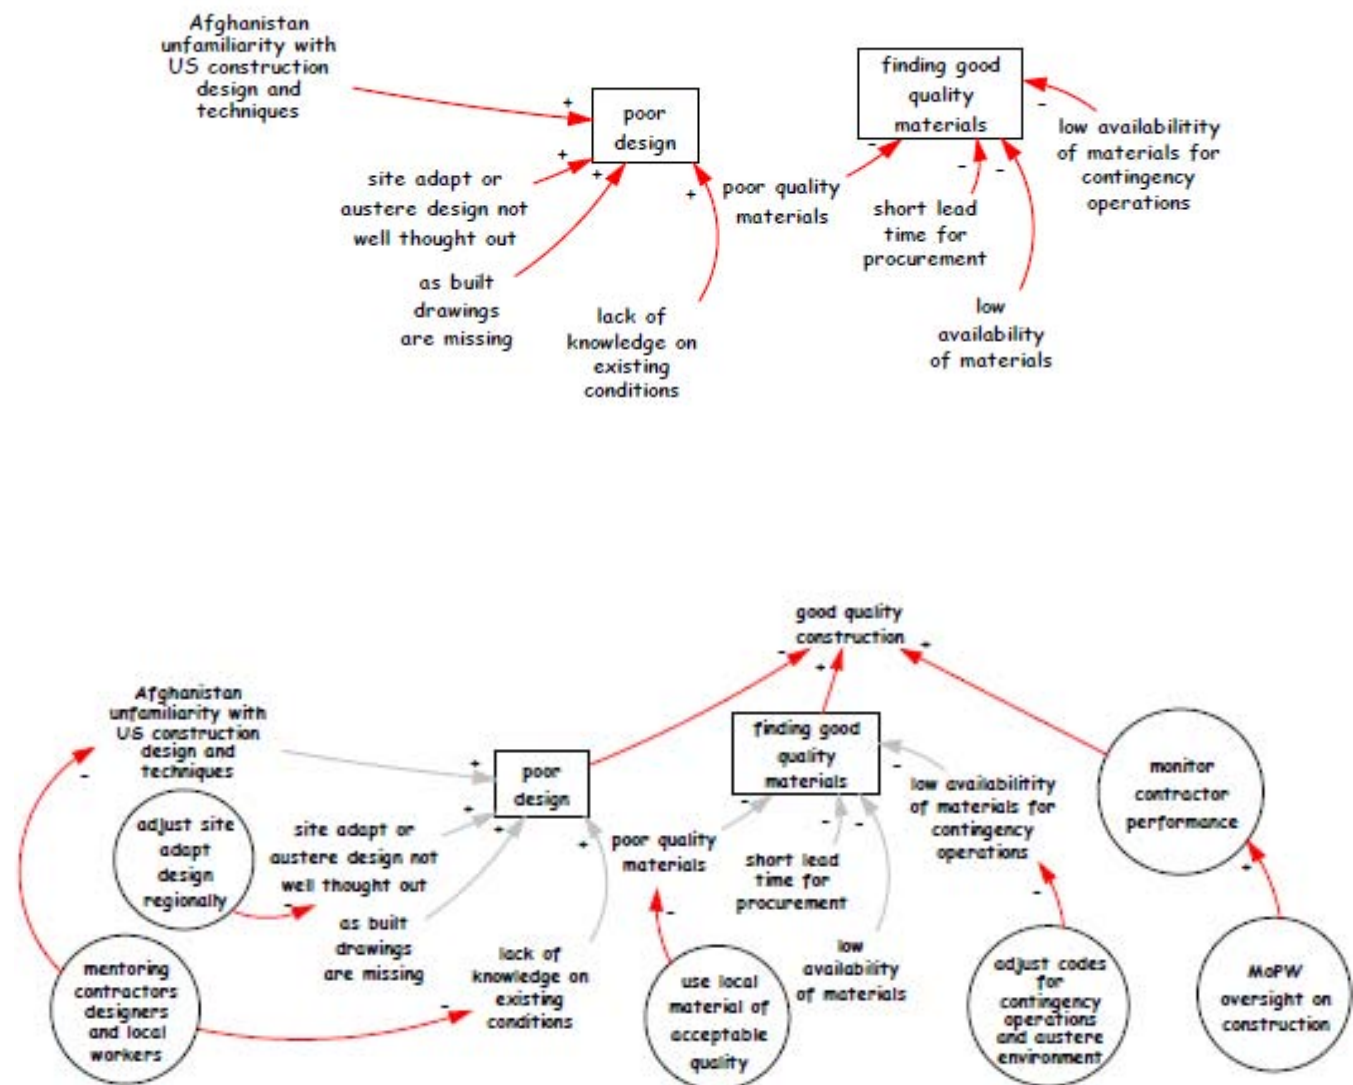 Afghanistan
unfamiliarity with
US construction
design and
techniques
+
poor
design
+
+
+
site adapt or
austere design not
well thought out
as built
drawings
are missing
lack of
knowledge on
existing
conditions
finding good
quality
materials
-
-
-
-
poor quality
materials
short lead
time for
procurement
low availabilitity
of materials for
contingency
operations
low
availability
of materials
good quality
construction
-
+
+
Afghanistan
unfamiliarity with
US construction
design and
techniques
-
+
poor
design
+
+
+
adjust site
adapt
design
regionally
-
site adapt or
austere design not
well thought out
as built
drawings
are missing
lack of
knowledge on
existing
conditions
-
mentoring
contractors
designers
and local
workers
finding good
quality
materials
-
-
-
-
poor quality
materials
-
short lead
time for
procurement
low
availability
of materials
low availabilitity
of materials for
contingency
operations
-
use local
material of
acceptable
quality
adjust codes
for
contingency
operations
and austere
environment
monitor
contractor
performance
+
MoPW
oversight on
construction